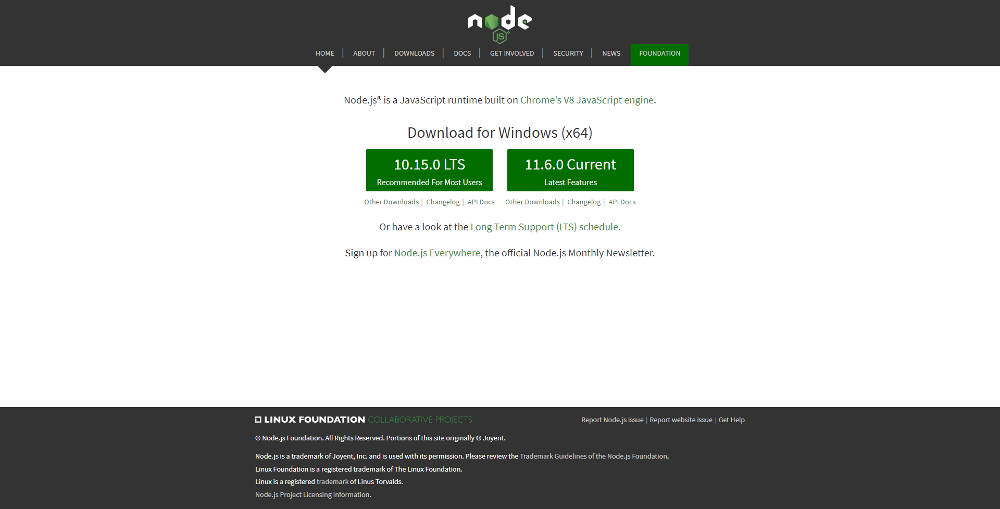 node
JS®
HOME | ABOUT | DOWNLOADS | DOCS | GET INVOLVED | SECURITY | NEWS FOUNDATION
Node.js® is a JavaScript runtime built on Chrome's V8 JavaScript engine.
Download for Windows (x64)
10.15.0 LTS
Recommended For Most Users
11.6.0 Current
Latest Features
Other Downloads | Changelog | API Docs
Other Downloads | Changelog | API Docs
Or have a look at the Long Term Support (LTS) schedule.
Sign up for Node.js Everywhere, the official Node.js Monthly Newsletter.
LINUX FOUNDATION COLLABORATIVE PROJECTS
Report Node.js issue | Report website issue | Get Help
© Node.js Foundation. All Rights Reserved. Portions of this site originally © Joyent.
Node.js is a trademark of Joyent, Inc. and is used with its permission. Please review the Trademark Guidelines of the Node.js Foundation.
Linux Foundation is a registered trademark of The Linux Foundation.
Linux is a registered trademark of Linus Torvalds.
Node.js Project Licensing Information.